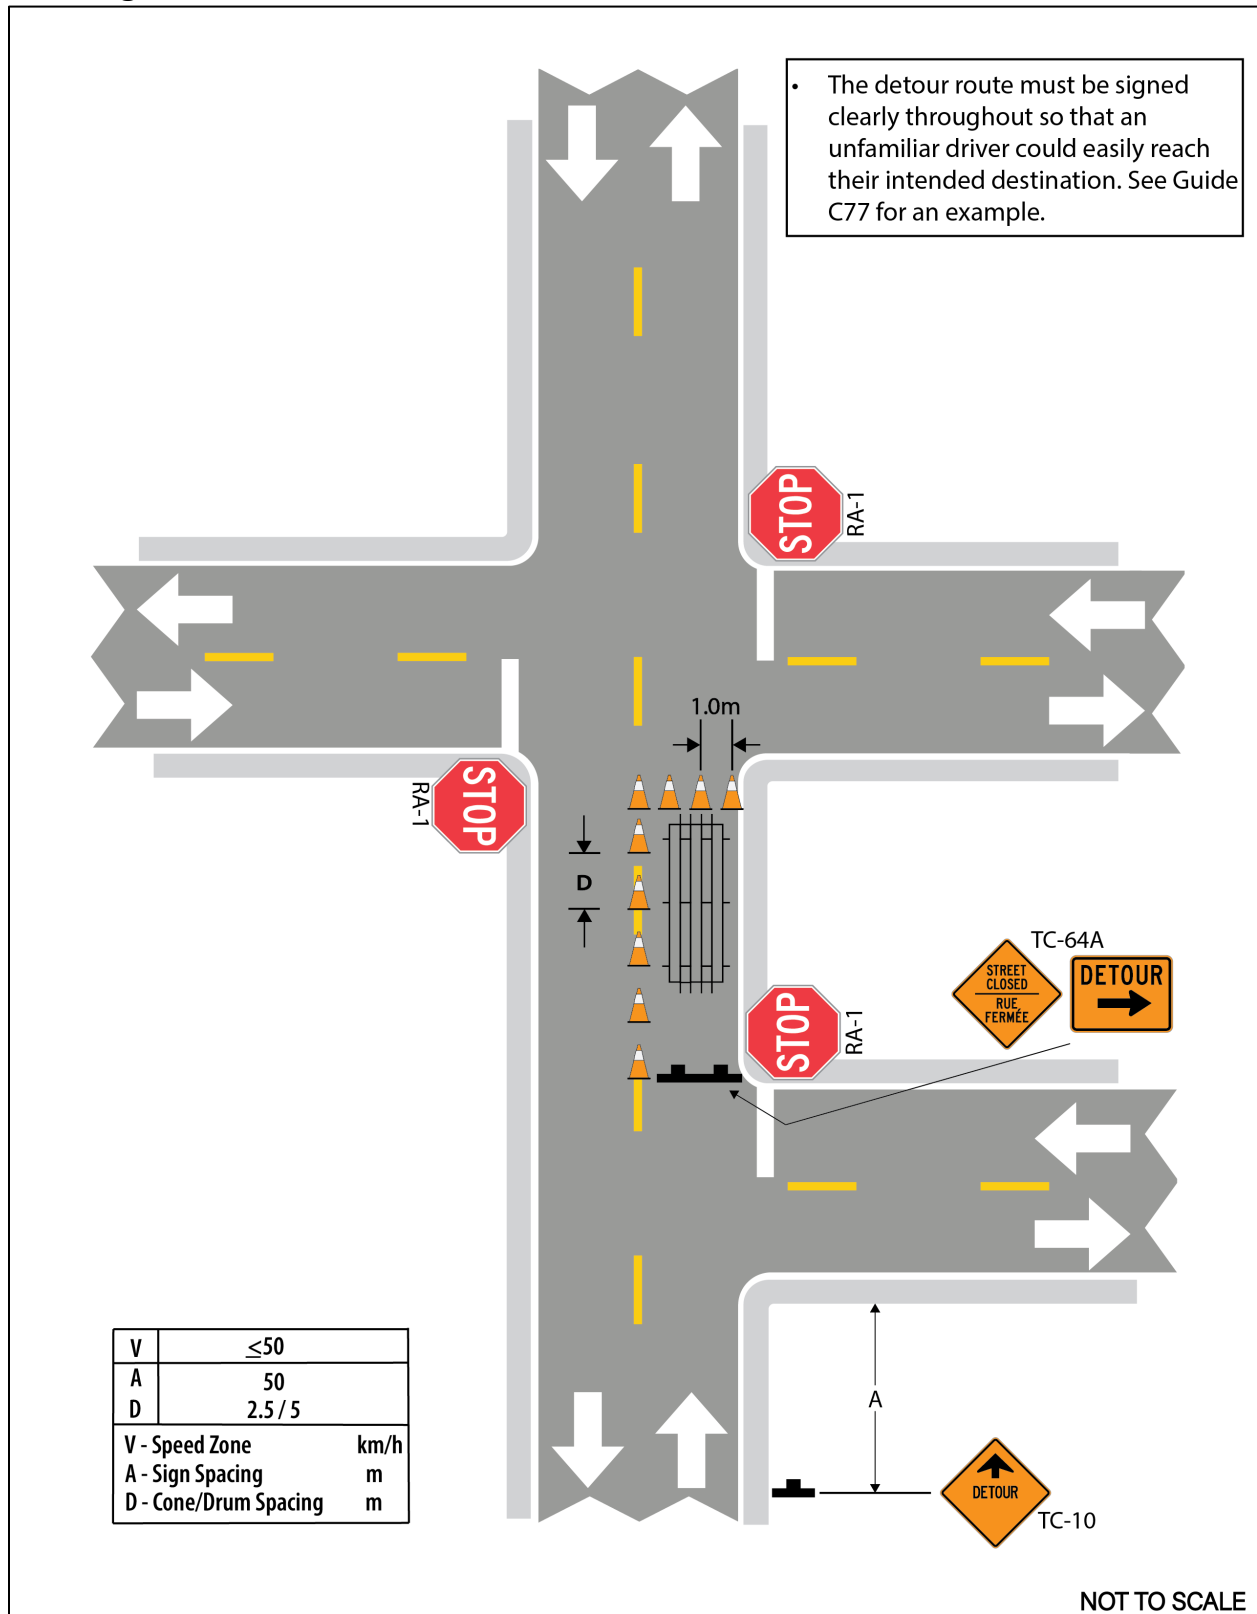 • The detour route must be signed
clearly throughout so that an
unfamiliar driver could easily reach
their intended destination. See Guide
C77 for an example.
STOP
RA-1
1.0m
STOP
RA-1
D
TC-64A
STREET
CLOSED
RUE
FERMÉE
DETOUR
STOP
RA-1
V ≤50
A 50
D 2.5 / 5
V - Speed Zone km/h
A - Sign Spacing m
D - Cone/Drum Spacing m
A
DETOUR
TC-10
NOT TO SCALE